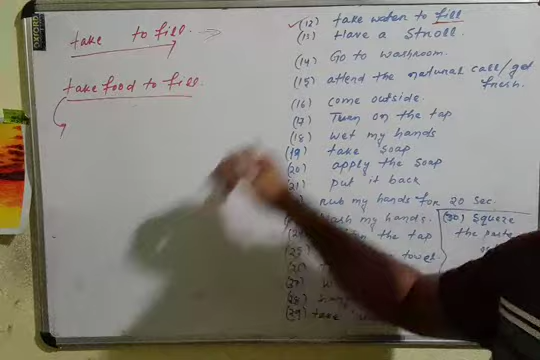 OXFORD
take to fill.
take food to fill.
(12) take water to fill
(13) Have a stroll.
(14) Go to washroom.
(15) attend the natural call/get
fresh.
(16) come outside.
(17) Turn on the tap
(18) wet my hands
(19) take soap
(20) apply the soap
(21) put it back
rub my hands for 20 sec.
my hands.
the tap
towel.
(28)
(29) take
(30) Squeze
the paste